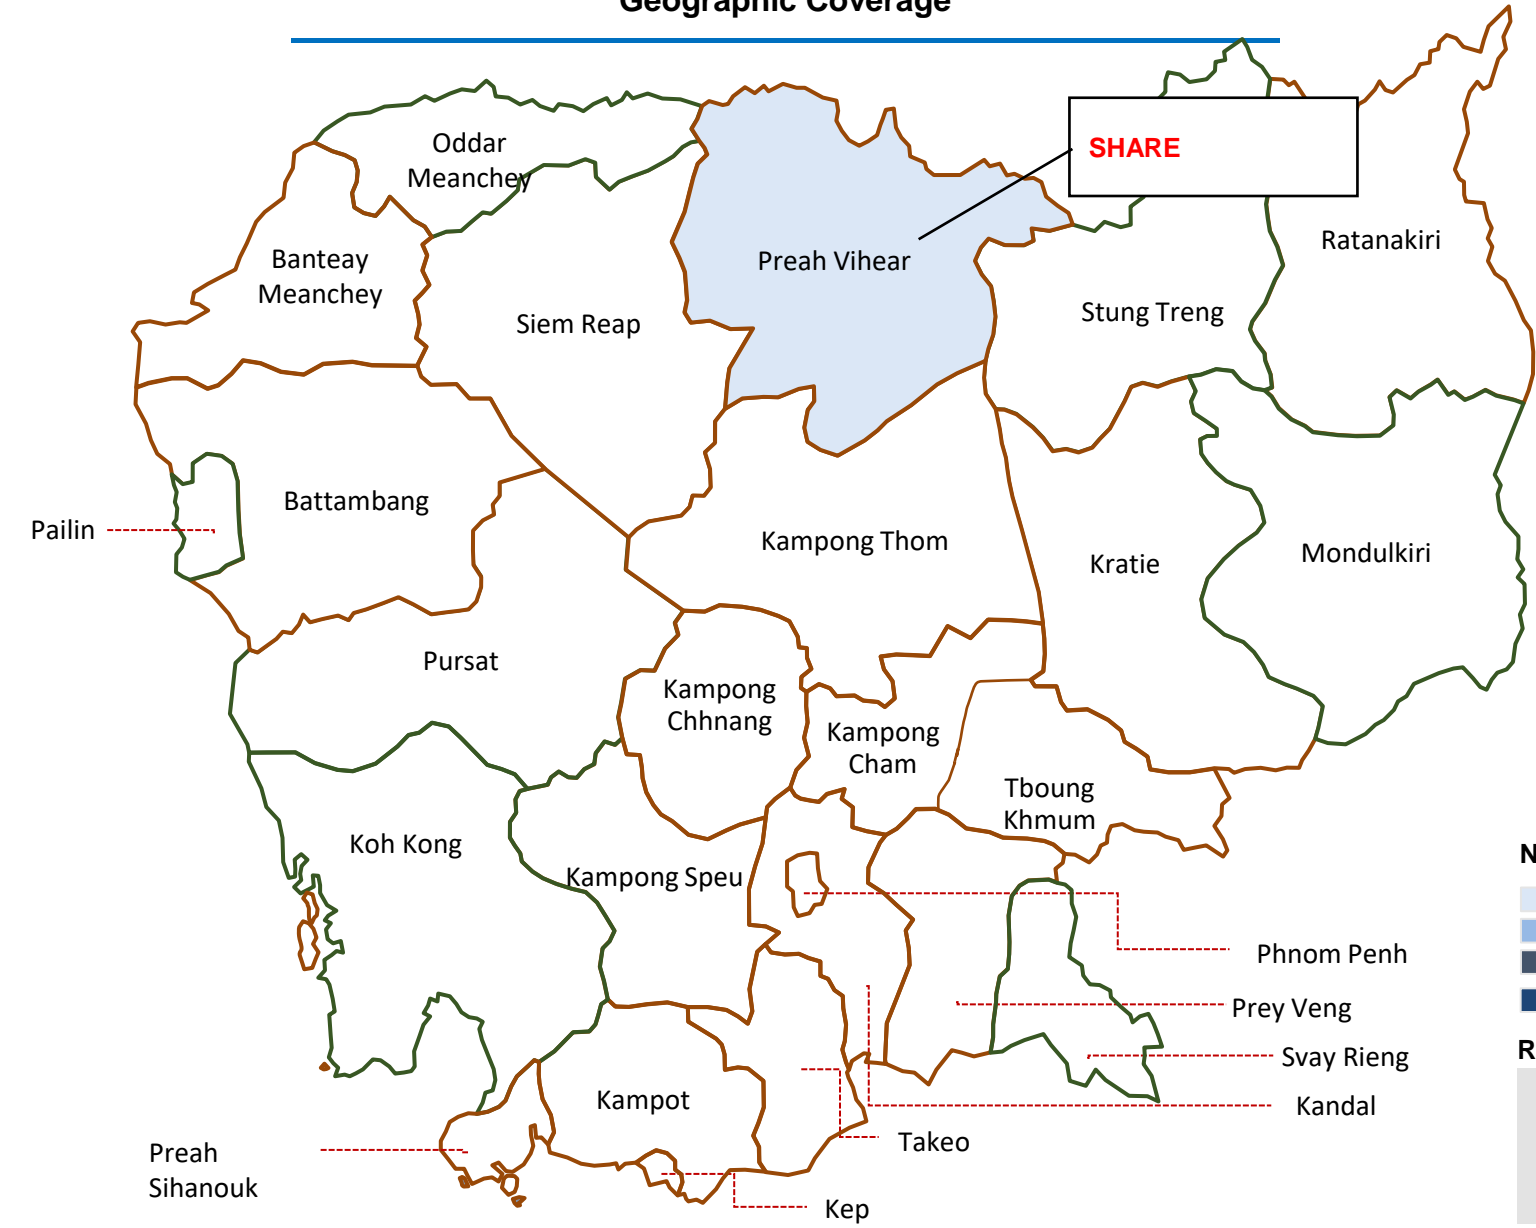 Geographic Coverage
SHARE
Oddar
Meanchey
Banteay
Meanchey
Siem Reap
Preah Vihear
Stung Treng
Ratanakiri
Pailin
Battambang
Kampong Thom
Kratie
Mondulkiri
Pursat
Kampong
Chhnang
Kampong
Cham
Tboung
Khmum
Koh Kong
Kampong Speu
Phnom Penh
Prey Veng
Svay Rieng
Kandal
Kampot
Takeo
Preah
Sihanouk
Kep
N
R